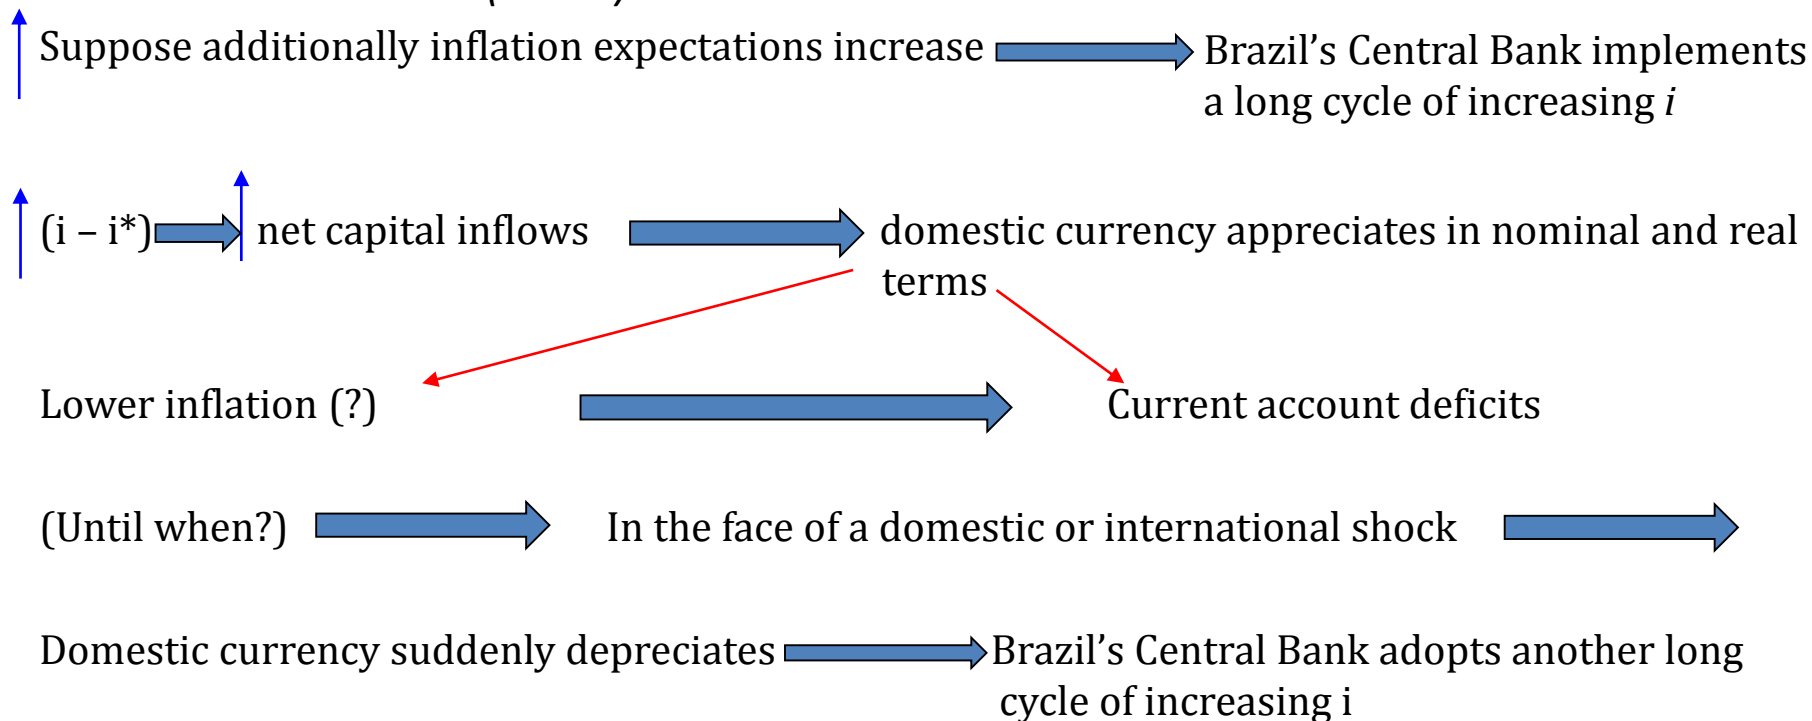 Suppose additionally inflation expectations increase
Brazil’s Central Bank implements
a long cycle of increasing i
(i – i*)
net capital inflows
domestic currency appreciates in nominal and real
terms
Lower inflation (?)
Current account deficits
(Until when?)
In the face of a domestic or international shock
Domestic currency suddenly depreciates
Brazil’s Central Bank adopts another long
cycle of increasing i